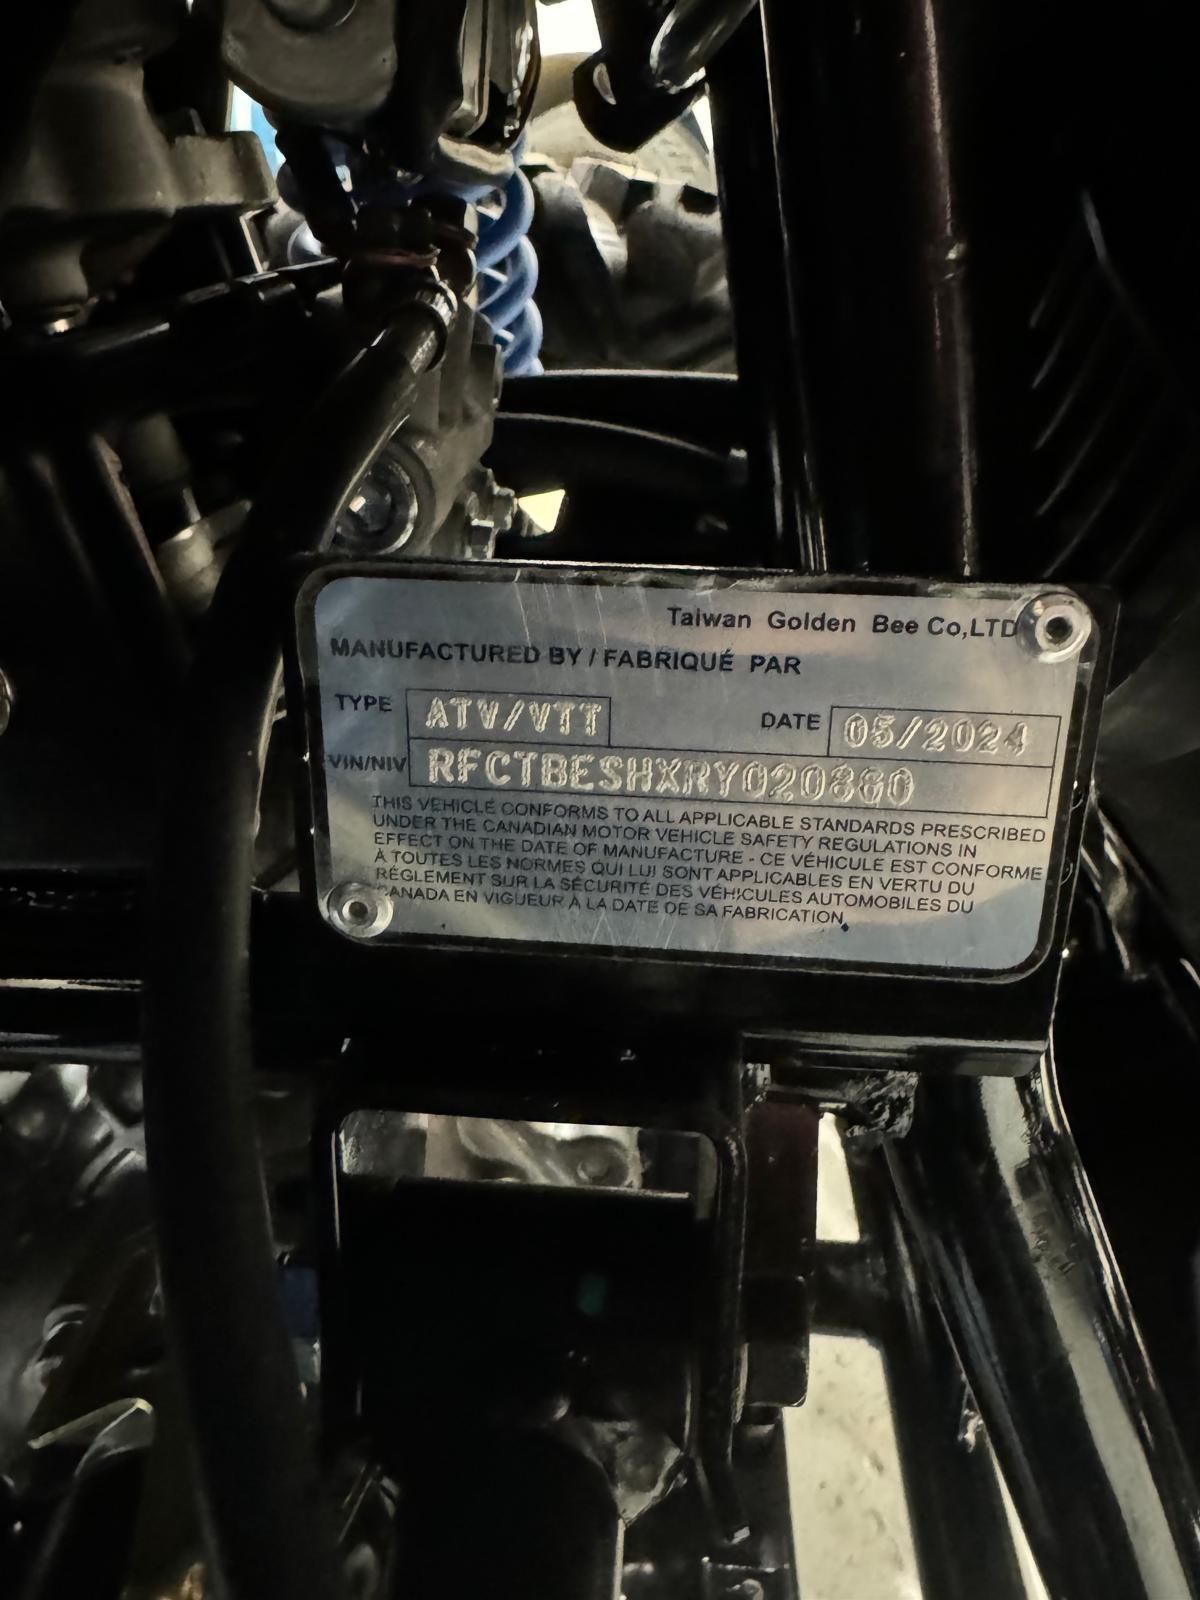 Taiwan Golden Bee Co,LTD
MANUFACTURED BY / FABRIQUÉ PAR
TYPE ATV/VTT DATE 05/2024
VIN/NIV RFCTBESHXRY020860
THIS VEHICLE CONFORMS TO ALL APPLICABLE STANDARDS PRESCRIBED
UNDER THE CANADIAN MOTOR VEHICLE SAFETY REGULATIONS IN
EFFECT ON THE DATE OF MANUFACTURE - CE VÉHICULE EST CONFORME
À TOUTES LES NORMES QUI LUI SONT APPLICABLES EN VERTU DU
RÈGLEMENT SUR LA SÉCURITÉ DES VÉHICULES AUTOMOBILES DU
CANADA EN VIGUEUR À LA DATE DE SA FABRICATION.